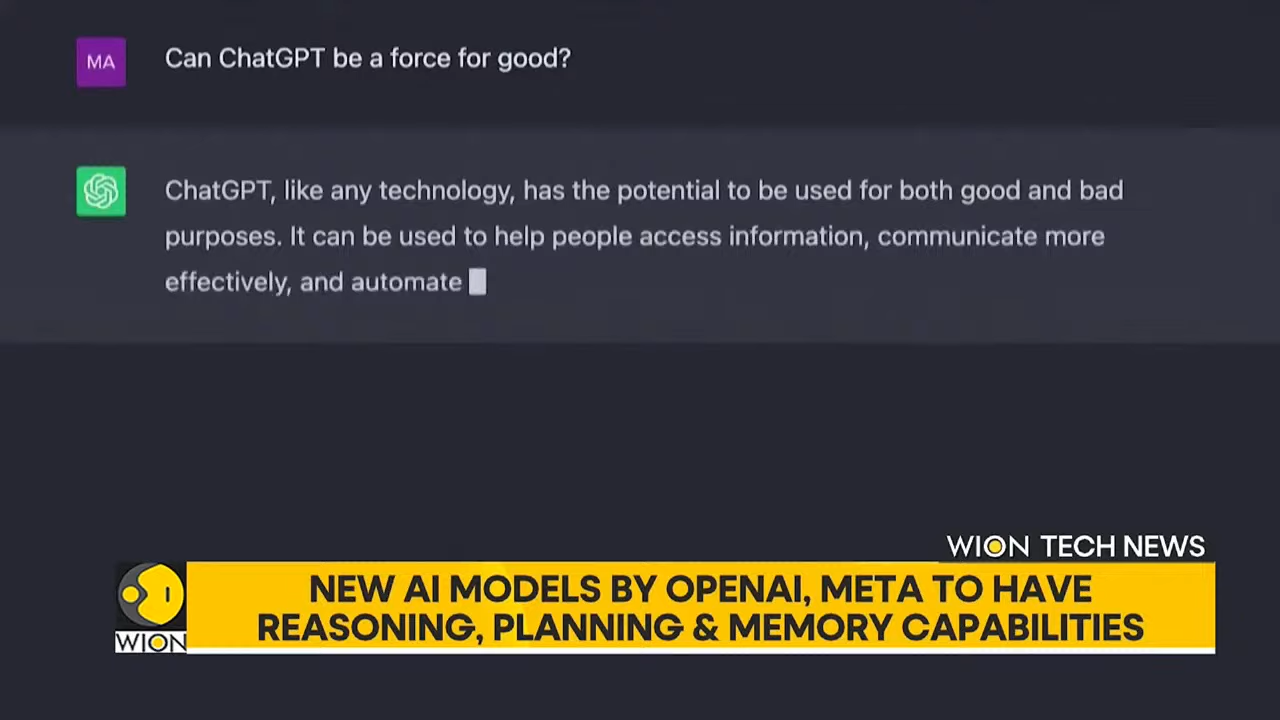 MA
Can ChatGPT be a force for good?
ChatGPT, like any technology, has the potential to be used for both good and bad
purposes. It can be used to help people access information, communicate more
effectively, and automate
WION TECH NEWS
NEW AI MODELS BY OPENAI, META TO HAVE
REASONING, PLANNING & MEMORY CAPABILITIES
WION